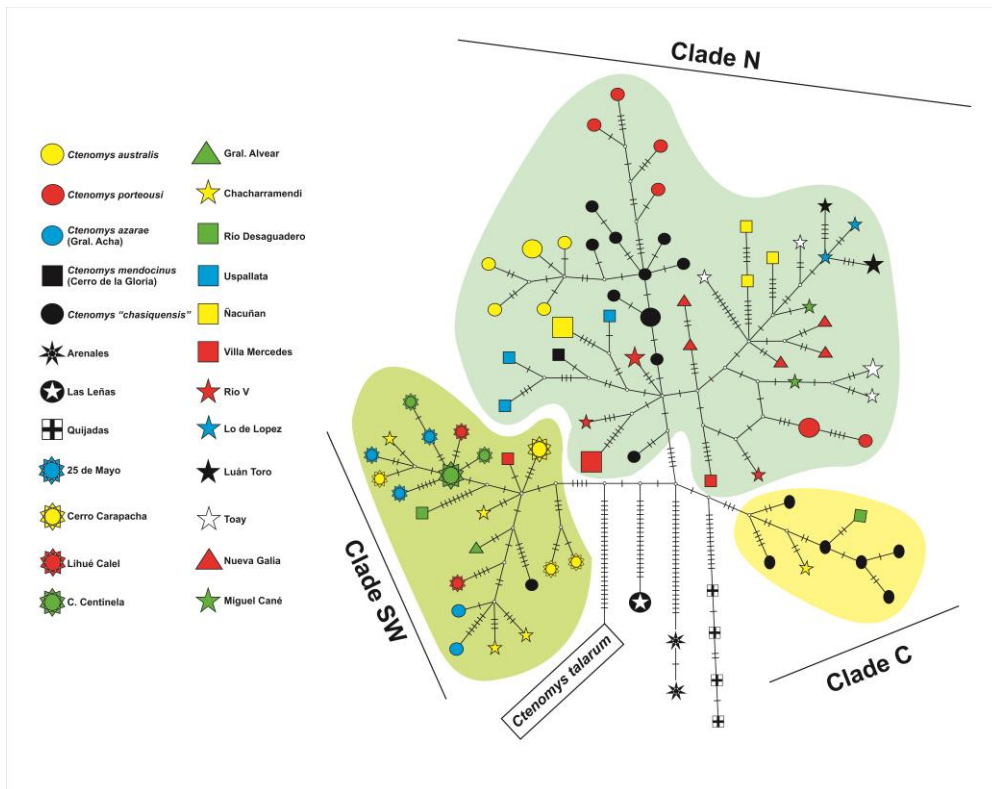 Clade N
Ctenomys australis
Ctenomys porteousi
Ctenomys azarae
(Gral. Acha)
Ctenomys mendocinus
(Cerro de la Gloria)
Ctenomys “chasiquensis”
Arenales
Las Leñas
Quijadas
25 de Mayo
Cerro Carapacha
Lihué Calel
C. Centinela
Gral. Alvear
Chacharramendi
Río Desaguadero
Uspallata
Ñacuñan
Villa Mercedes
Río V
Lo de Lopez
Luán Toro
Toay
Nueva Galia
Miguel Cané
Clade SW
Ctenomys talarum
Clade C